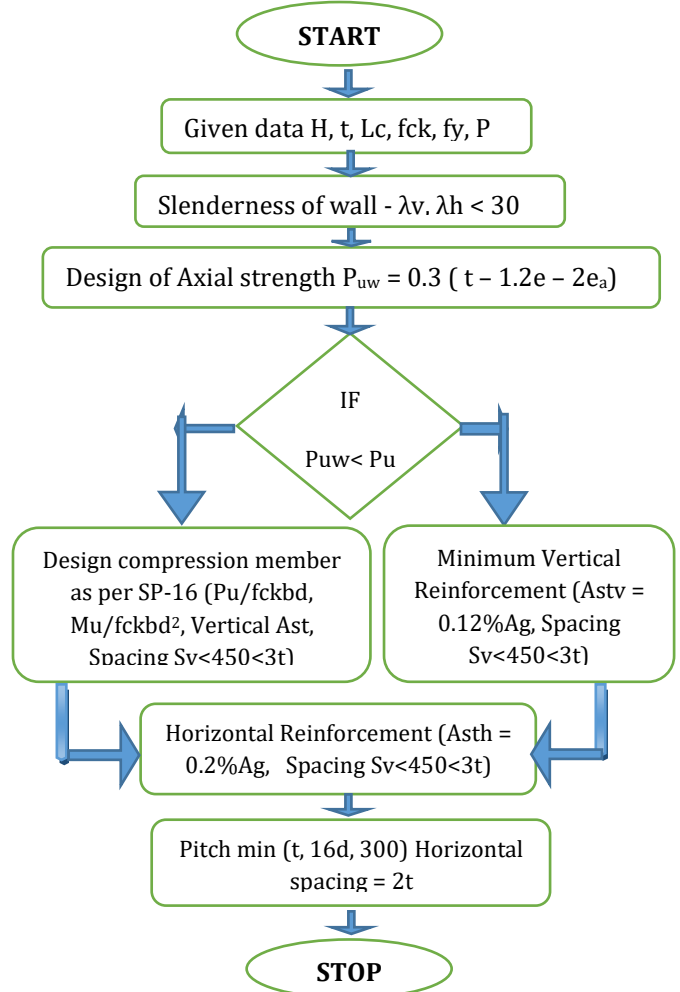 START
Given data H, t, Lc, fck, fy, P
Slenderness of wall - λv, λh < 30
Design of Axial strength Puw = 0.3 ( t – 1.2e – 2ea)
IF
Puw< Pu
Design compression member
as per SP-16 (Pu/fckbd,
Mu/fckbd², Vertical Ast,
Spacing Sv<450<3t)
Minimum Vertical
Reinforcement (Astv =
0.12%Ag, Spacing
Sv<450<3t)
Horizontal Reinforcement (Asth =
0.2%Ag, Spacing Sv<450<3t)
Pitch min (t, 16d, 300) Horizontal
spacing = 2t
STOP